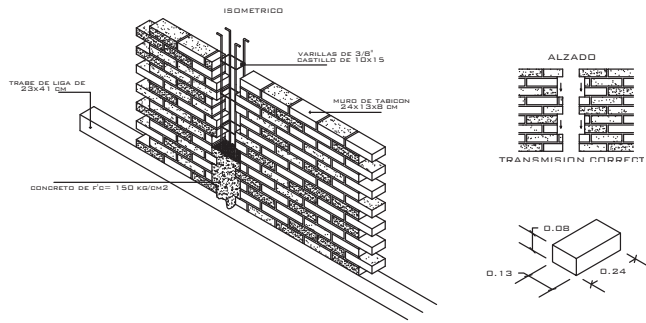 ISOMETRICO
VARILLAS DE 3/8"
CASTILLO DE 10x15
TRABE DE LIGA DE
23x41 CM
MURO DE TABICON
24x13x8 CM
CONCRETO DE F'C= 150 KG/CM2
ALZADO
TRANSMISION CORRECT
0.08
0.13
0.24